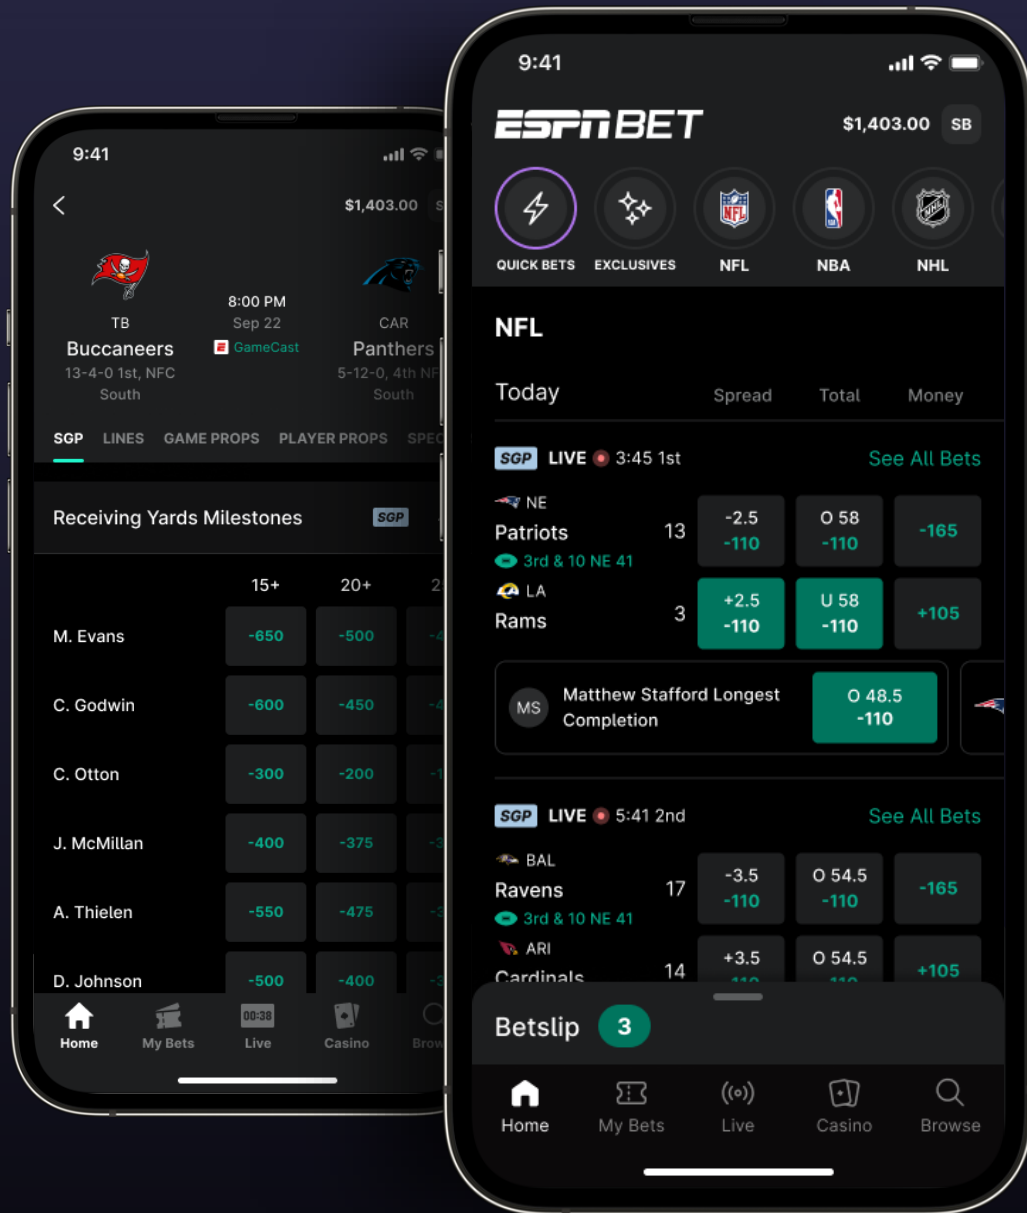 9:41
$1,403.00
TB
Buccaneers
13-4-0 1st, NFC
South
8:00 PM
Sep 22
GameCast
CAR
Panthers
5-12-0, 4th
South
SGP LINES GAME PROPS PLAYER PROPS
Receiving Yards Milestones SGP
15+ 20+
M. Evans -650 -500
C. Godwin -600 -450
C. Otton -300 -200
J. McMillan -400 -375
A. Thielen -550 -475
D. Johnson -500 -400
00:38
Home My Bets Live Casino
9:41
ESPN BET $1,403.00 SB
NFL NHL
QUICK BETS EXCLUSIVES NFL NBA NHL
NFL
Today Spread Total Money
SGP LIVE 3:45 1st See All Bets
NE
Patriots 13
3rd & 10 NE 41
-2.5 O 58
-110 -110 -165
LA
Rams 3
+2.5 U 58
-110 -110 +105
MS Matthew Stafford Longest
Completion
O 48.5
-110
SGP LIVE 5:41 2nd See All Bets
BAL
Ravens 17
3rd & 10 NE 41
-3.5 O 54.5
-110 -110 -165
ARI
Cardinals 14
+3.5 O 54.5
+105
Betslip 3
Home My Bets Live Casino Browse